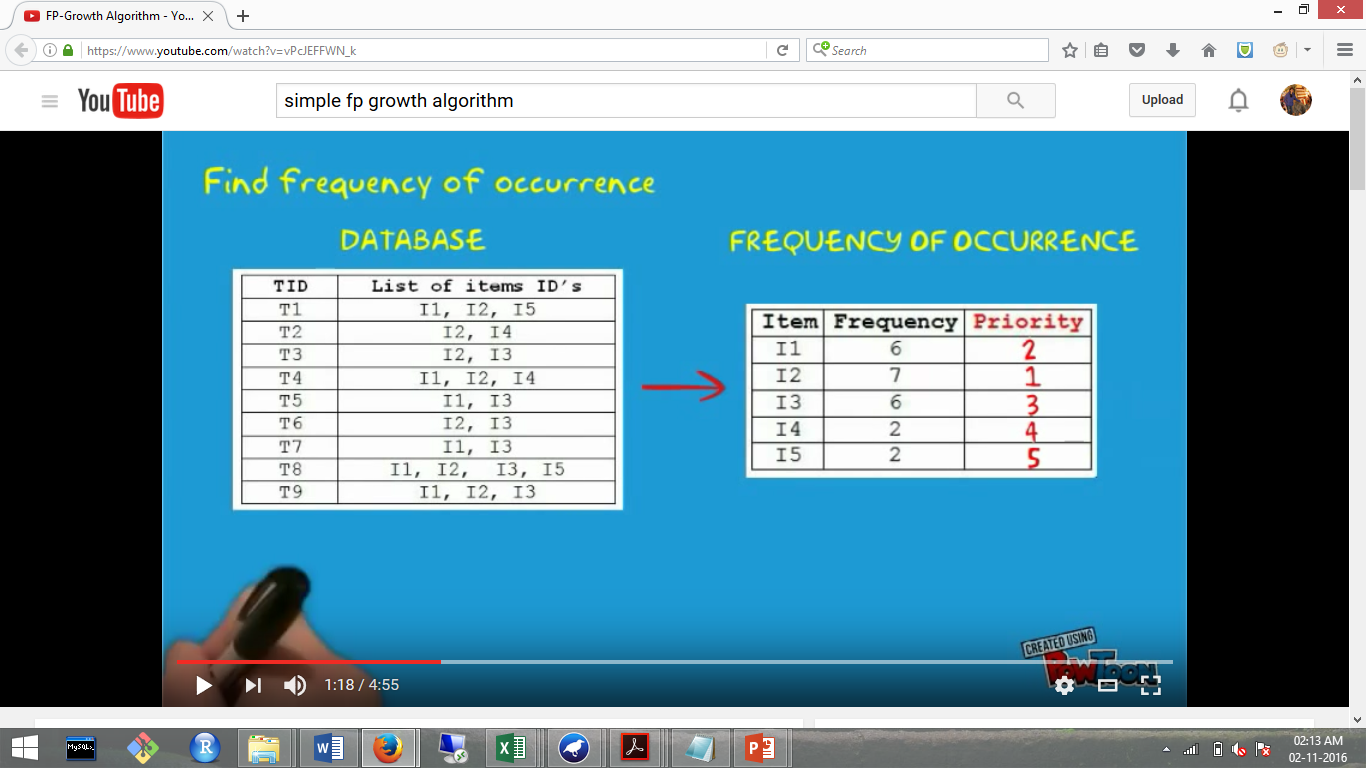 FP-Growth Algorithm - Yo...
https://www.youtube.com/watch?v=vPcJEFFWN_k
Search
YouTube
simple fp growth algorithm
Upload
Find frequency of occurrence
DATABASE
TID List of items ID's
T1 I1, I2, I5
T2 I2, I4
T3 I2, I3
T4 I1, I2, I4
T5 I1, I3
T6 I2, I3
T7 I1, I3
T8 I1, I2, I3, I5
T9 I1, I2, I3
FREQUENCY OF OCCURRENCE
Item Frequency Priority
I1 6 2
I2 7 1
I3 6 3
I4 2 4
I5 2 5
CREATED USING
PowToon
1:18 / 4:55
MySQL
02:13 AM
02-11-2016